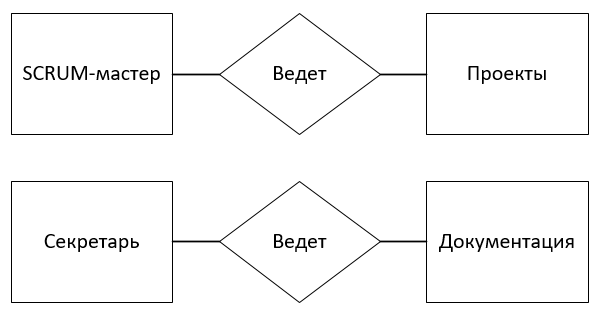 SCRUM-мастер
Ведет
Проекты
Секретарь
Ведет
Документация